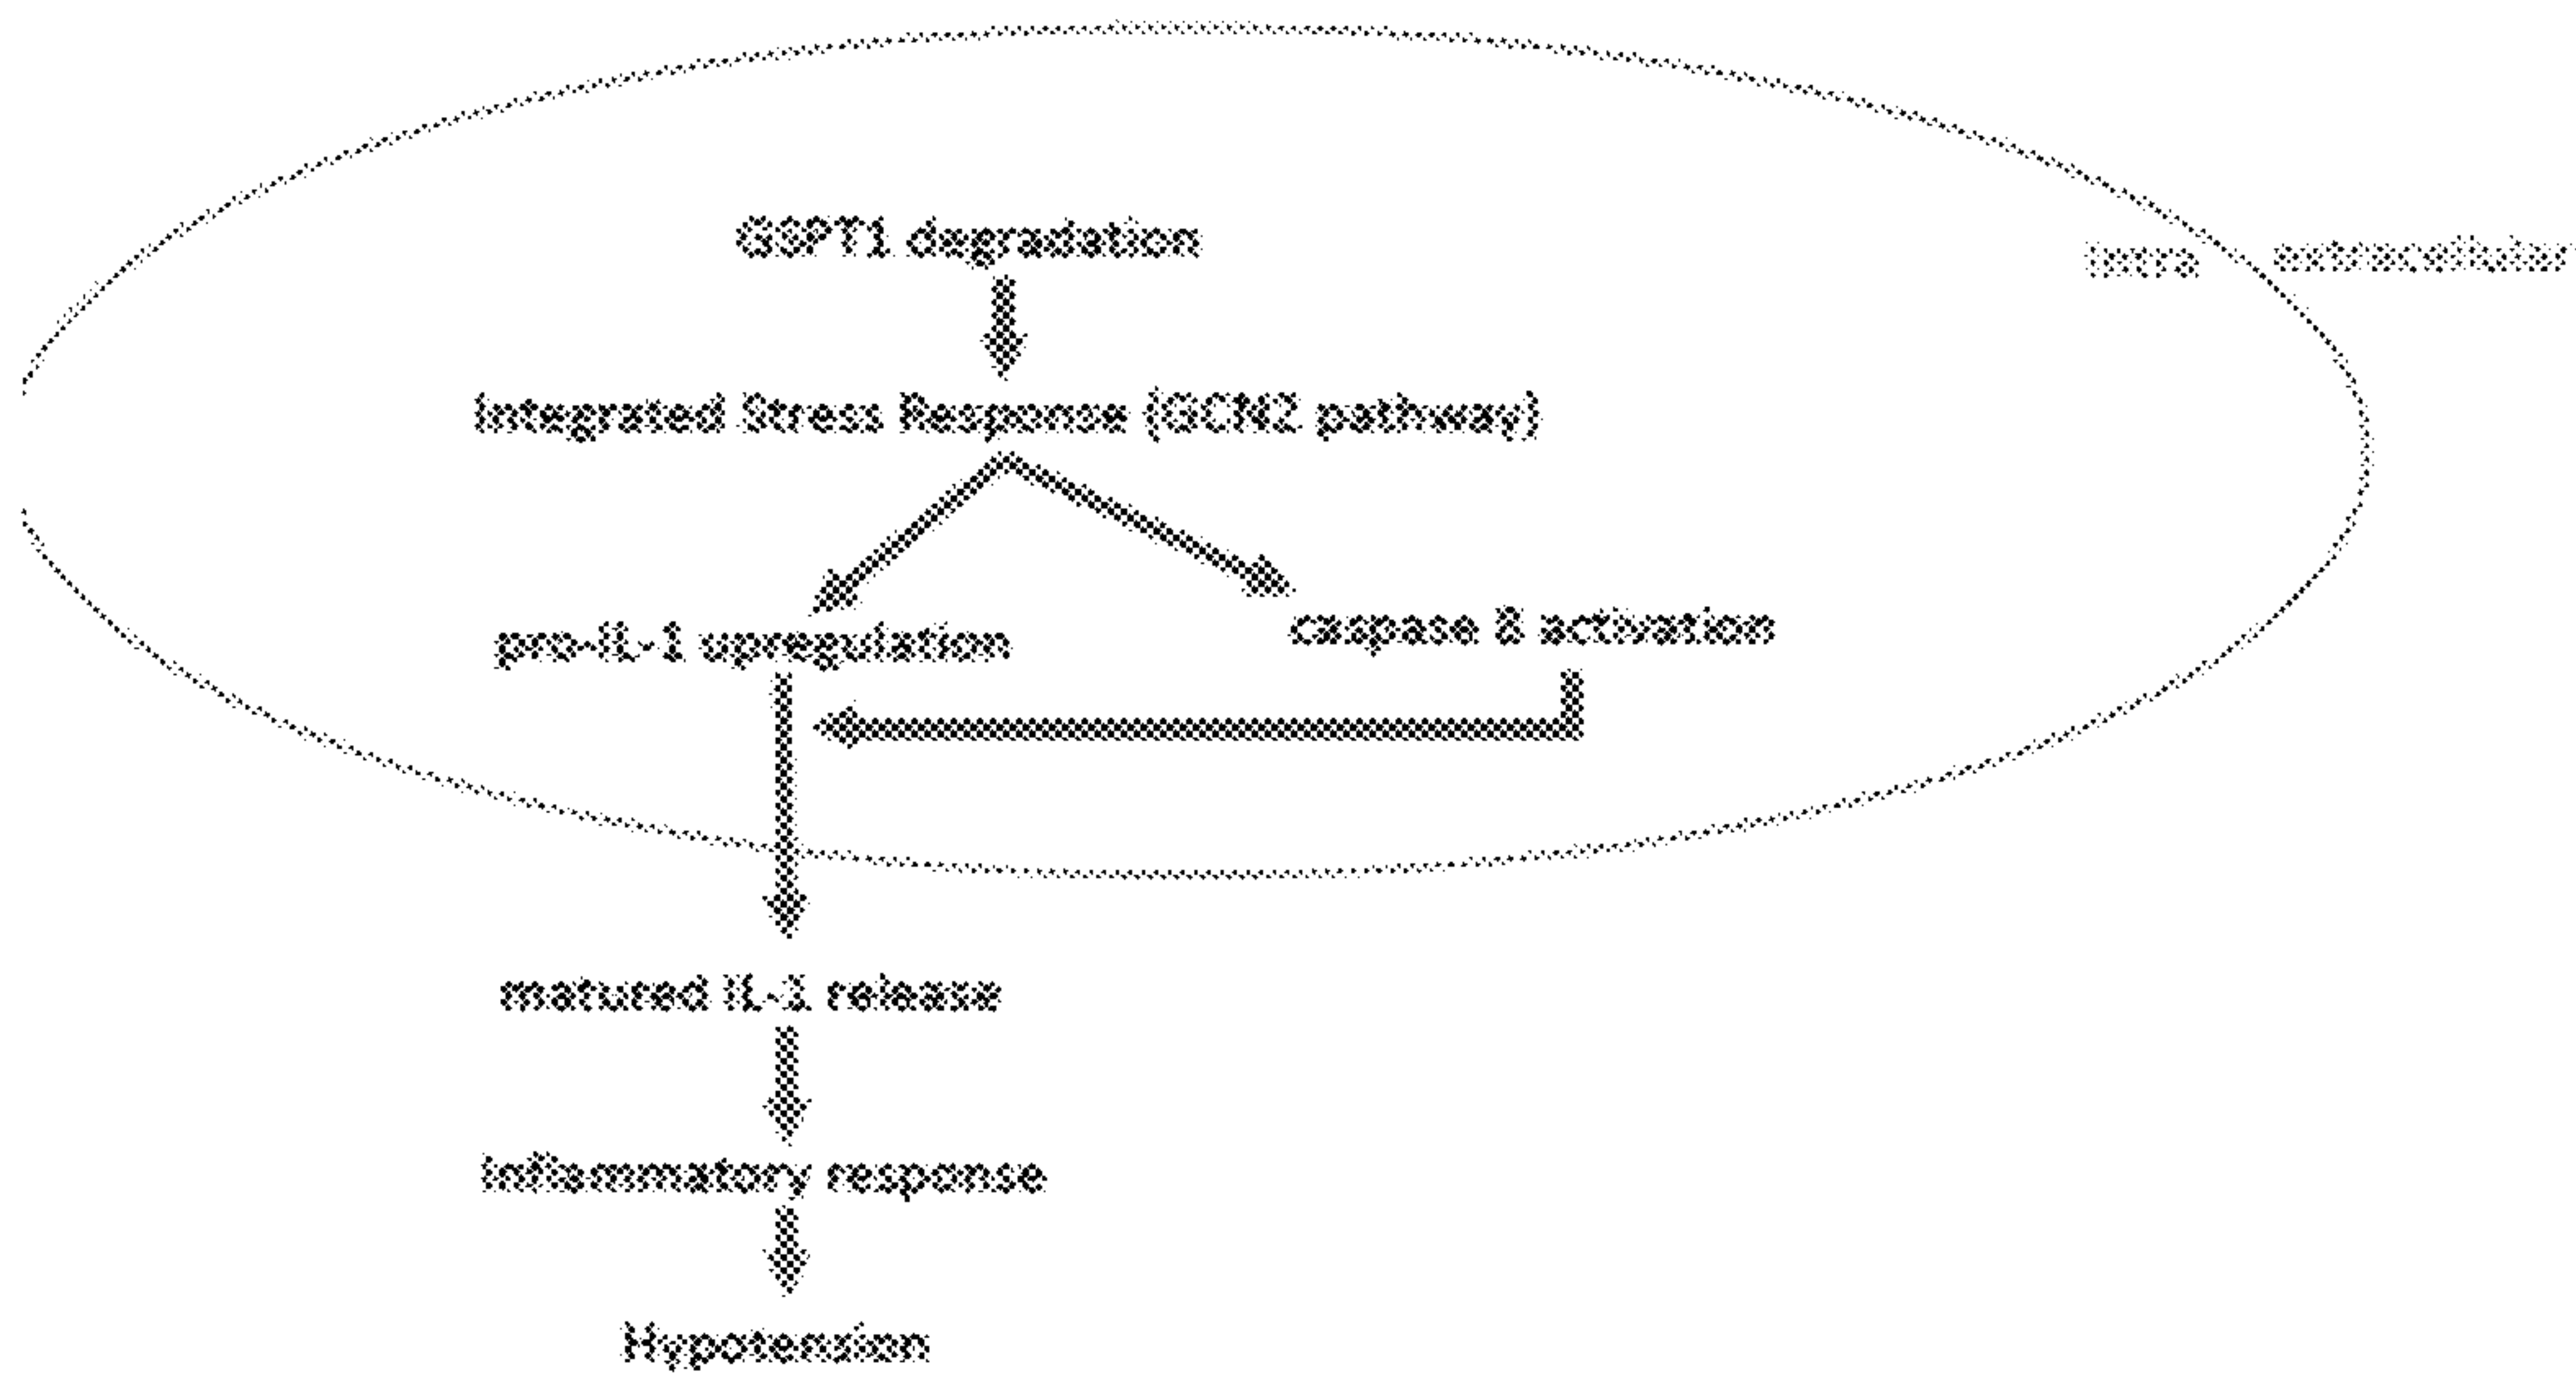 GSPT1 degradation
intra extracellular
Integrated Stress Response (GCN2 pathway)
pro-IL-1 upregulation
caspase 8 activation
matured IL-1 release
Inflammatory response
Hypotension